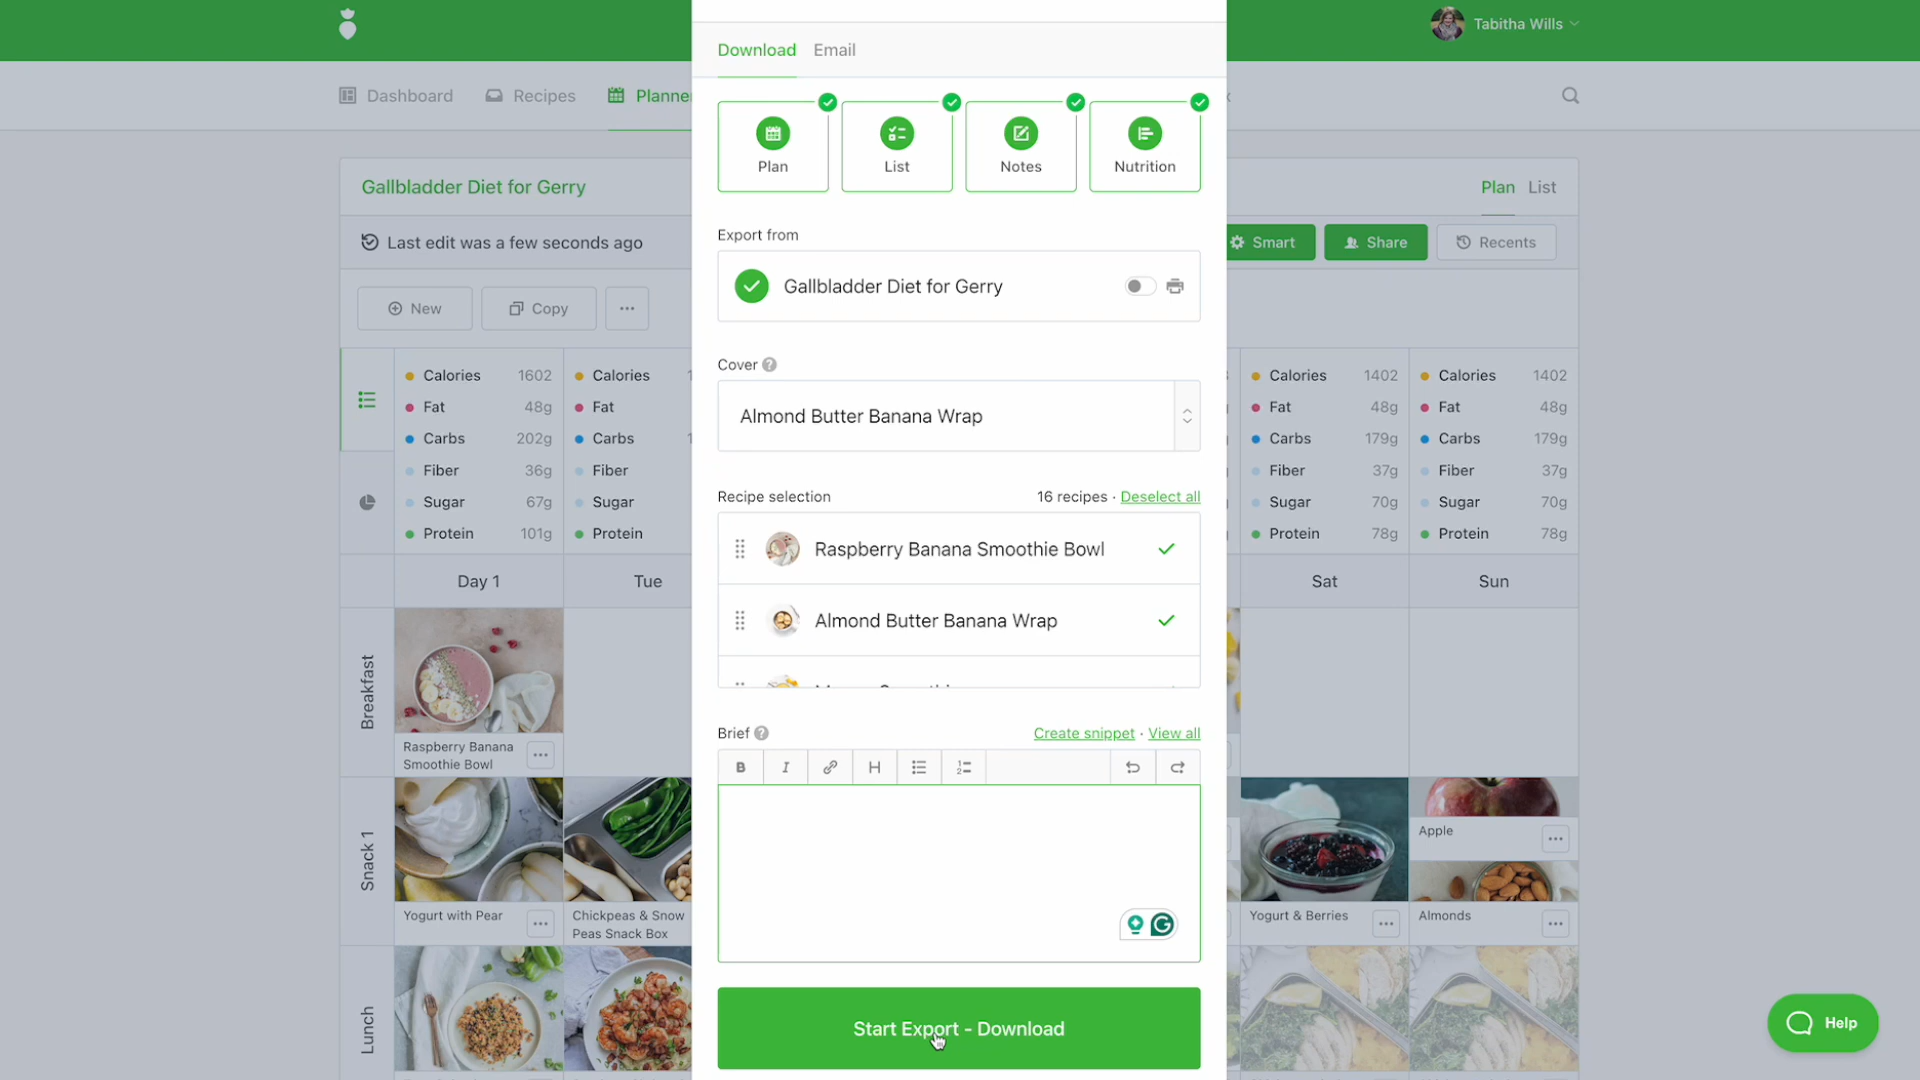 Tabitha Wills
Dashboard
Recipes
Planner
Download
Email
Plan
List
Notes
Nutrition
Gallbladder Diet for Gerry
Plan
List
Last edit was a few seconds ago
Smart
Share
Recents
New
Copy
Export from
Gallbladder Diet for Gerry
Cover
Almond Butter Banana Wrap
Recipe selection
16 recipes · Deselect all
Raspberry Banana Smoothie Bowl
Almond Butter Banana Wrap
Brief
Create snippet · View all
B
I
H
Start Export - Download
Calories 1602
Fat 48g
Carbs 202g
Fiber 36g
Sugar 67g
Protein 101g
Calories
Fat
Carbs
Fiber
Sugar
Protein
Calories 1402
Fat 48g
Carbs 179g
Fiber 37g
Sugar 70g
Protein 78g
Calories 1402
Fat 48g
Carbs 179g
Fiber 37g
Sugar 70g
Protein 78g
Day 1
Tue
Sat
Sun
Breakfast
Raspberry Banana
Smoothie Bowl
Snack 1
Yogurt with Pear
Chickpeas & Snow
Peas Snack Box
Yogurt & Berries
Apple
Almonds
Lunch
Help